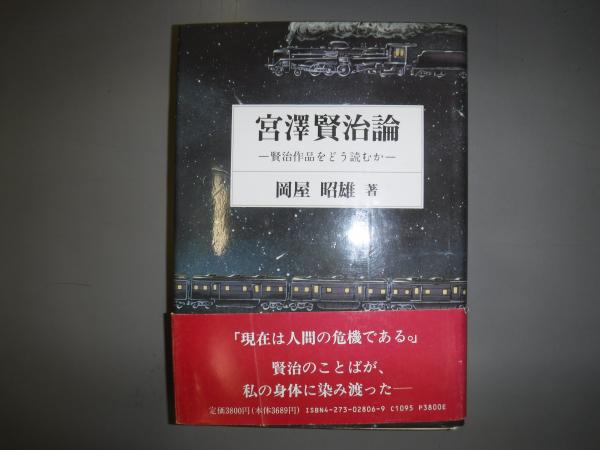 宮澤賢治論
―賢治作品をどう読むか―
岡屋 昭雄 著
「現在は人間の危機である。」
賢治のことばが、
私の身体に染み渡った――
定価3800円(本体3689円) ISBN4-273-02806-9 C1095 P3800E